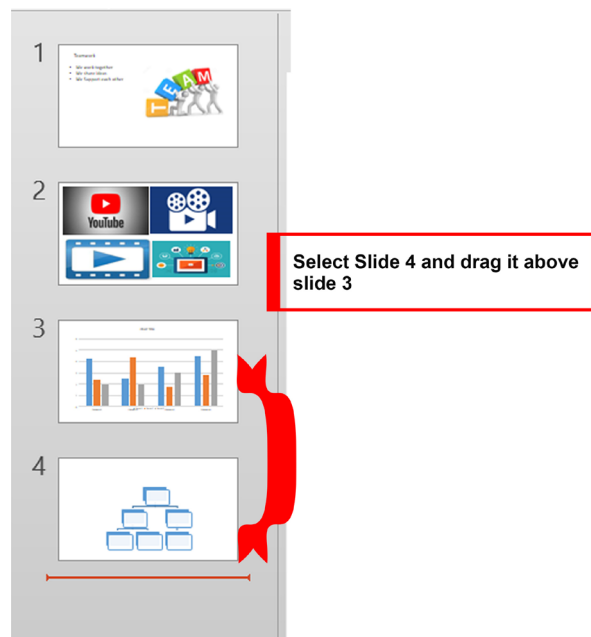 1
Teamwork
• We work together
• We share ideas
• We support each other
TEAM
2
YouTube
Select Slide 4 and drag it above
slide 3
3
4